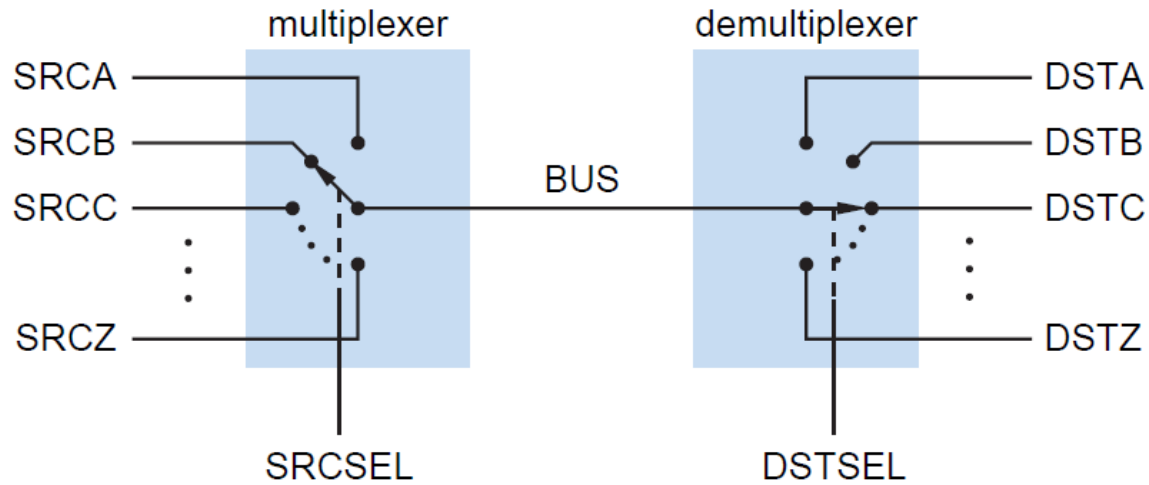 multiplexer
demultiplexer
SRCA
DSTA
SRCB
DSTB
BUS
SRCC
DSTC
SRCZ
DSTZ
SRCSEL
DSTSEL